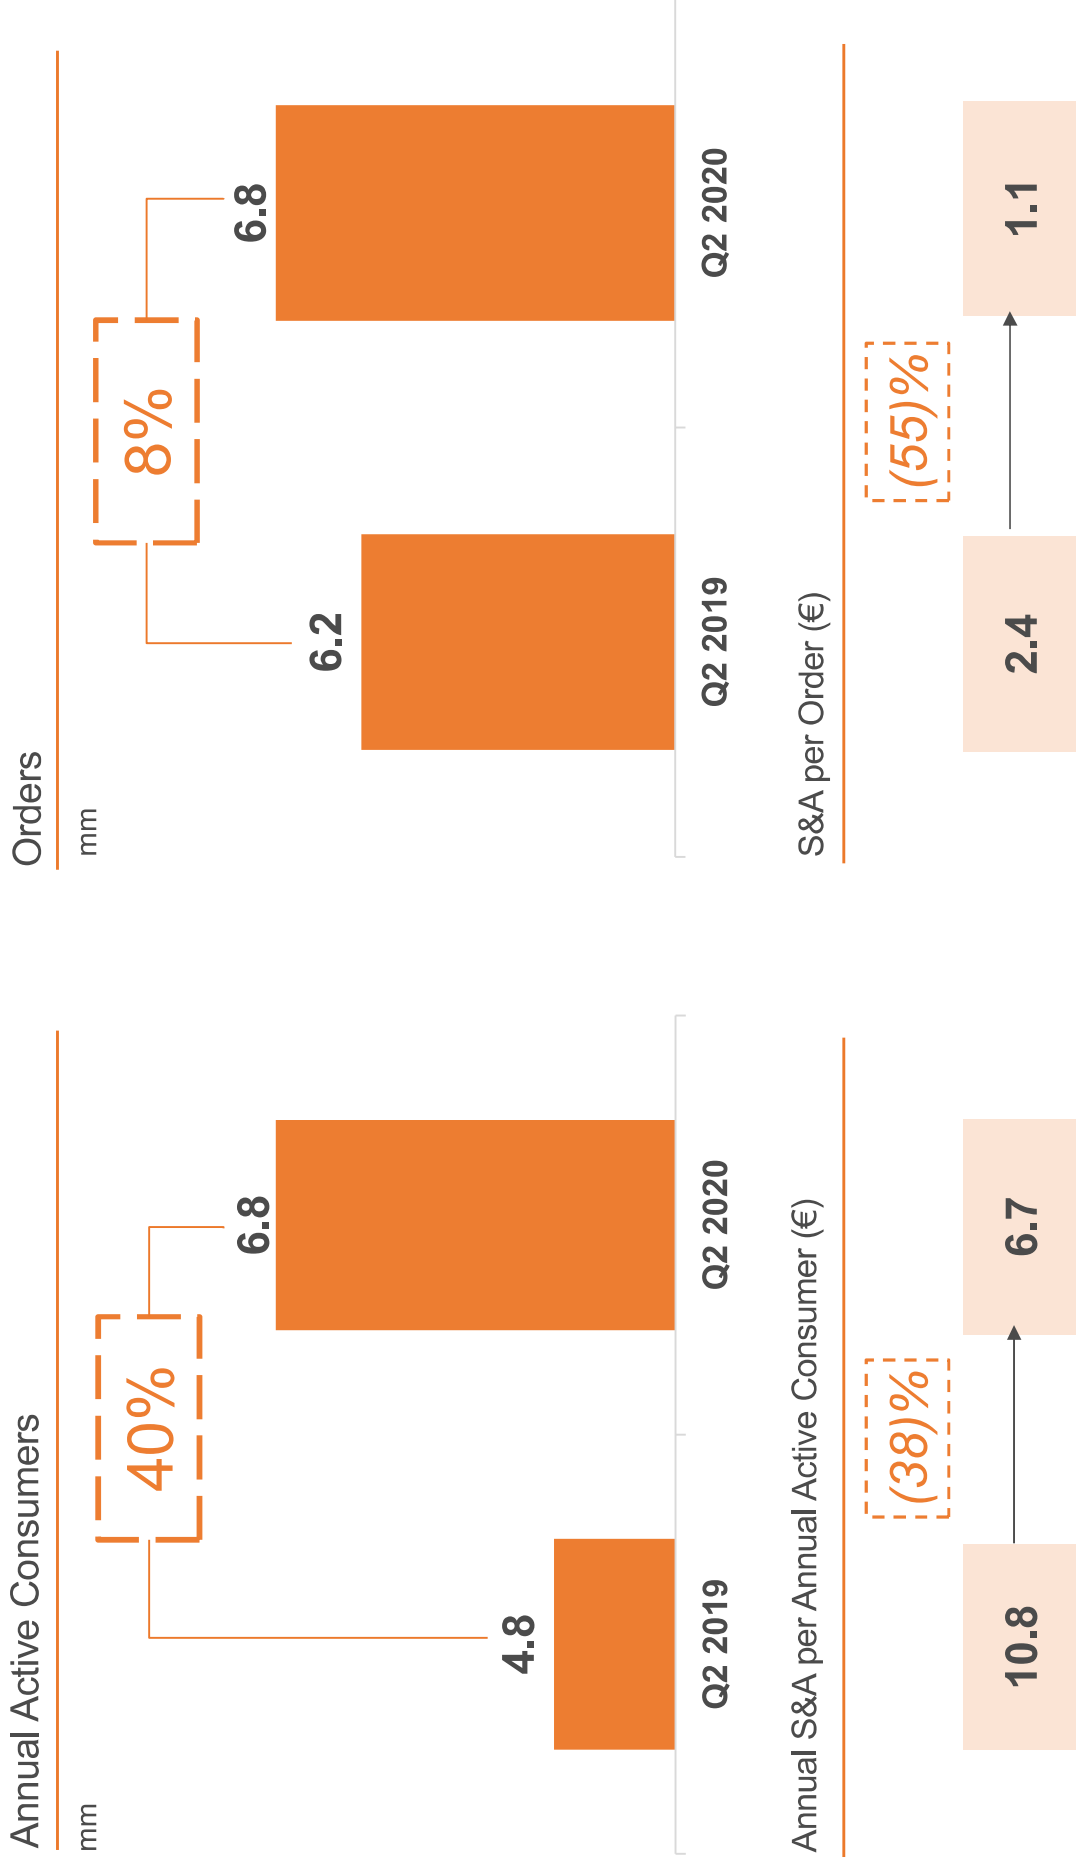 Annual Active Consumers
mm
40%
4.8
6.8
Q2 2019
Q2 2020
Annual S&A per Annual Active Consumer (€)
(38)%
10.8
6.7
Orders
mm
8%
6.2
6.8
Q2 2019
Q2 2020
S&A per Order (€)
(55)%
2.4
1.1